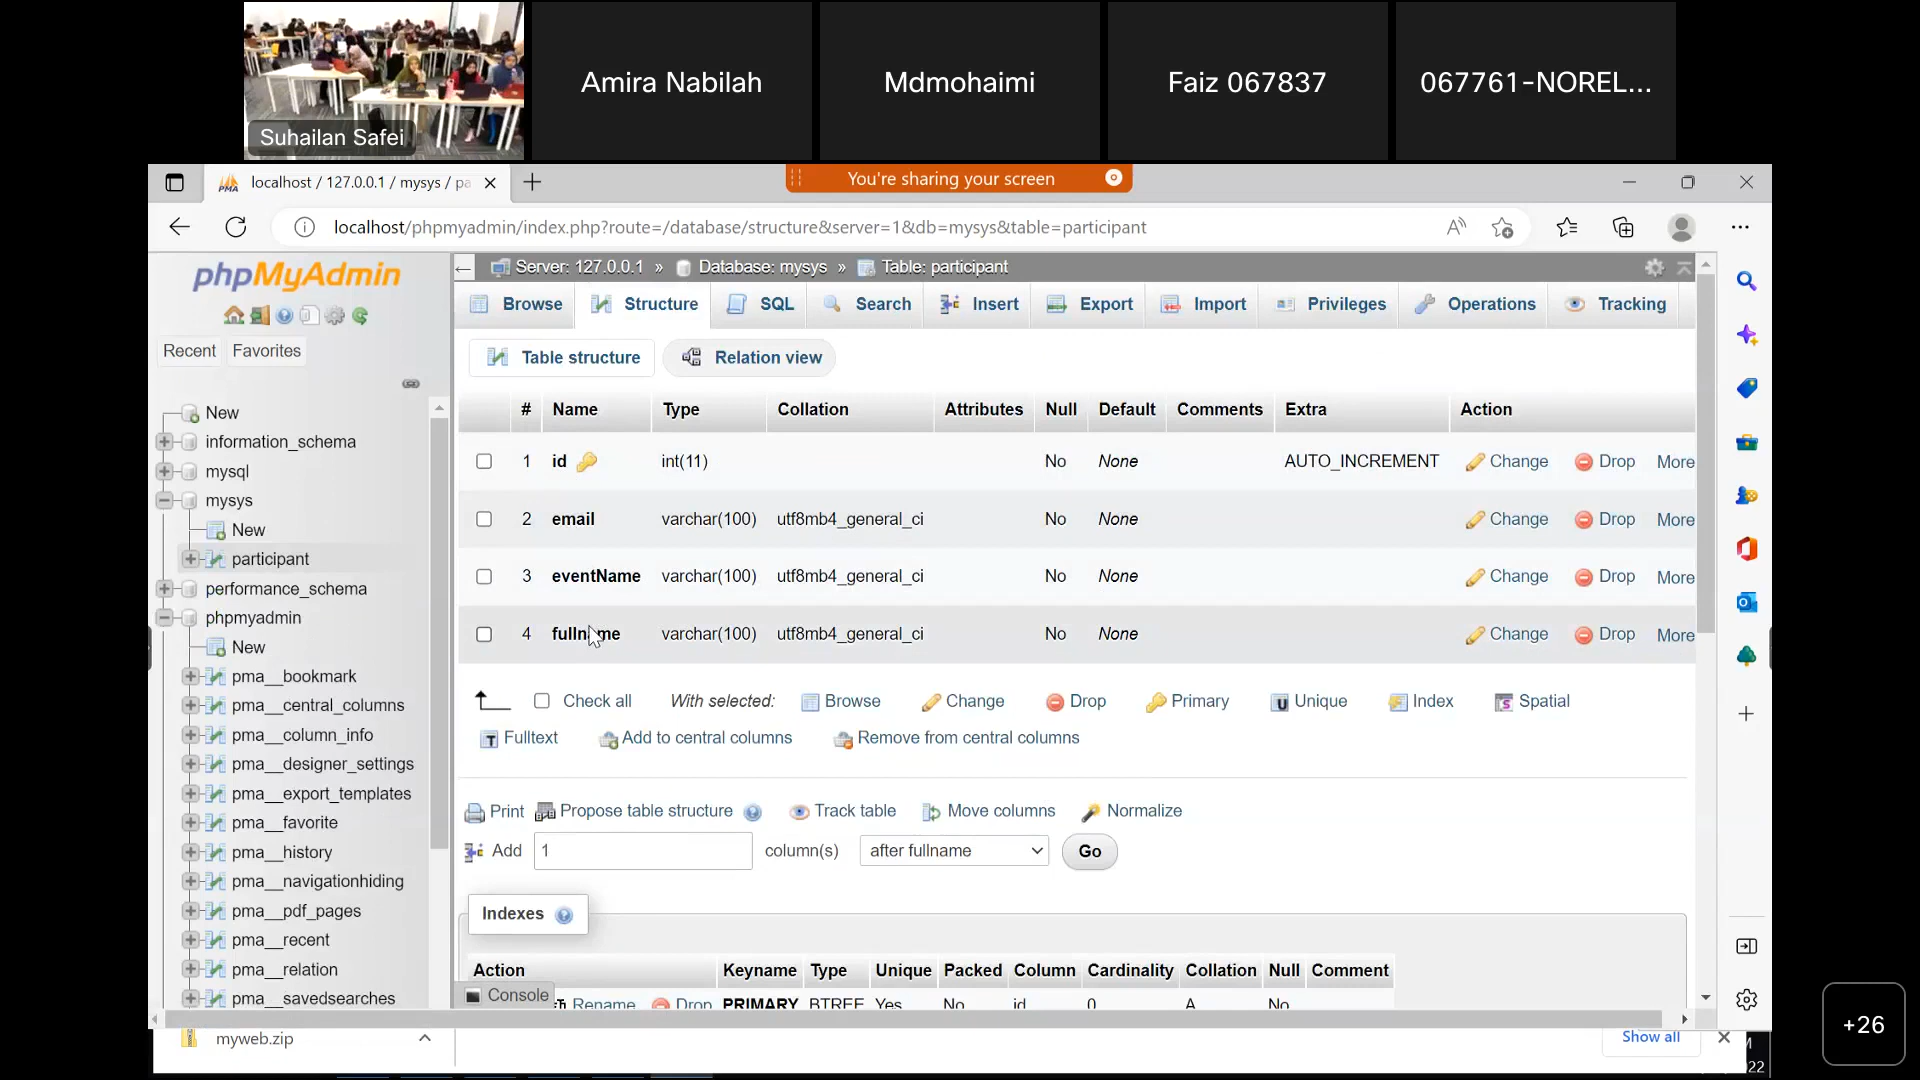 Suhailan Safei
Amira Nabilah
Mdmohaimi
Faiz 067837
067761-NOREL...
PMA localhost / 127.0.0.1 / mysys / pa
You're sharing your screen
localhost/phpmyadmin/index.php?route=/database/structure&server=1&db=mysys&table=participant
phpMyAdmin
Recent Favorites
New
information_schema
mysql
mysys
New
participant
performance_schema
phpmyadmin
New
pma__bookmark
pma__central_columns
pma__column_info
pma__designer_settings
pma__export_templates
pma__favorite
pma__history
pma__navigationhiding
pma__pdf_pages
pma__recent
pma__relation
pma__savedsearches
Server: 127.0.0.1 » Database: mysys » Table: participant
Browse Structure SQL Search Insert Export Import Privileges Operations Tracking
Table structure Relation view
# Name Type Collation Attributes Null Default Comments Extra Action
1 id int(11) No None AUTO_INCREMENT Change Drop More
2 email varchar(100) utf8mb4_general_ci No None Change Drop More
3 eventName varchar(100) utf8mb4_general_ci No None Change Drop More
4 fullname varchar(100) utf8mb4_general_ci No None Change Drop More
Check all With selected: Browse Change Drop Primary Unique Index Spatial
Fulltext Add to central columns Remove from central columns
Print Propose table structure Track table Move columns Normalize
Add 1 column(s) after fullname Go
Indexes
Action Keyname Type Unique Packed Column Cardinality Collation Null Comment
Rename Drop PRIMARY BTREE Yes No id 0 A No
Console
myweb.zip
Show all
+26